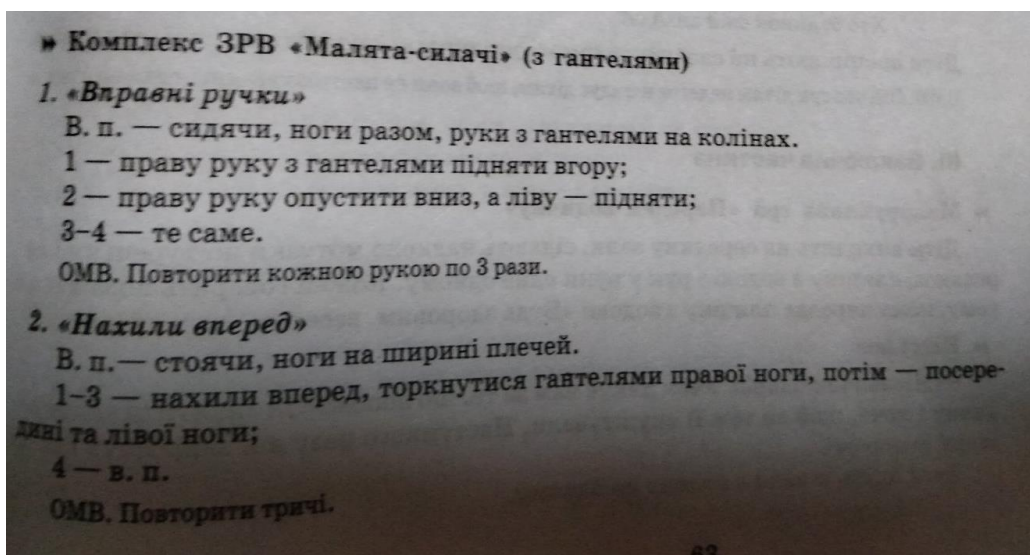 » Комплекс ЗРВ «Малята-силачі» (з гантелями)
1. «Вправні ручки»
В. п. — сидячи, ноги разом, руки з гантелями на колінах.
1 — праву руку з гантелями підняти вгору;
2 — праву руку опустити вниз, а ліву — підняти;
3–4 — те саме.
ОМВ. Повторити кожною рукою по 3 рази.
2. «Нахили вперед»
В. п.— стоячи, ноги на ширині плечей.
1–3 — нахили вперед, торкнутися гантелями правої ноги, потім — посере-
дині та лівої ноги;
4 — в. п.
ОМВ. Повторити тричі.